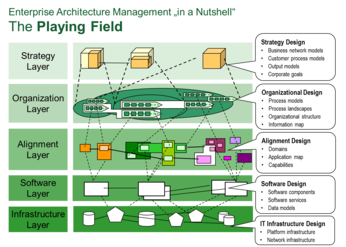 Enterprise Architecture Management „in a Nutshell“
The Playing Field
Strategy
Layer
Strategy Design
• Business network models
• Customer process models
• Output models
• Corporate goals
Organization
Layer
Organizational Design
• Process models
• Process landscapes
• Organizational structure
• Information map
Alignment
Layer
Alignment Design
• Domains
• Application map
• Capabilities
Software
Layer
Software Design
• Software components
• Software services
• Data models
Infrastructure
Layer
IT Infrastructure Design
• Platform infrastructure
• Network infrastructure